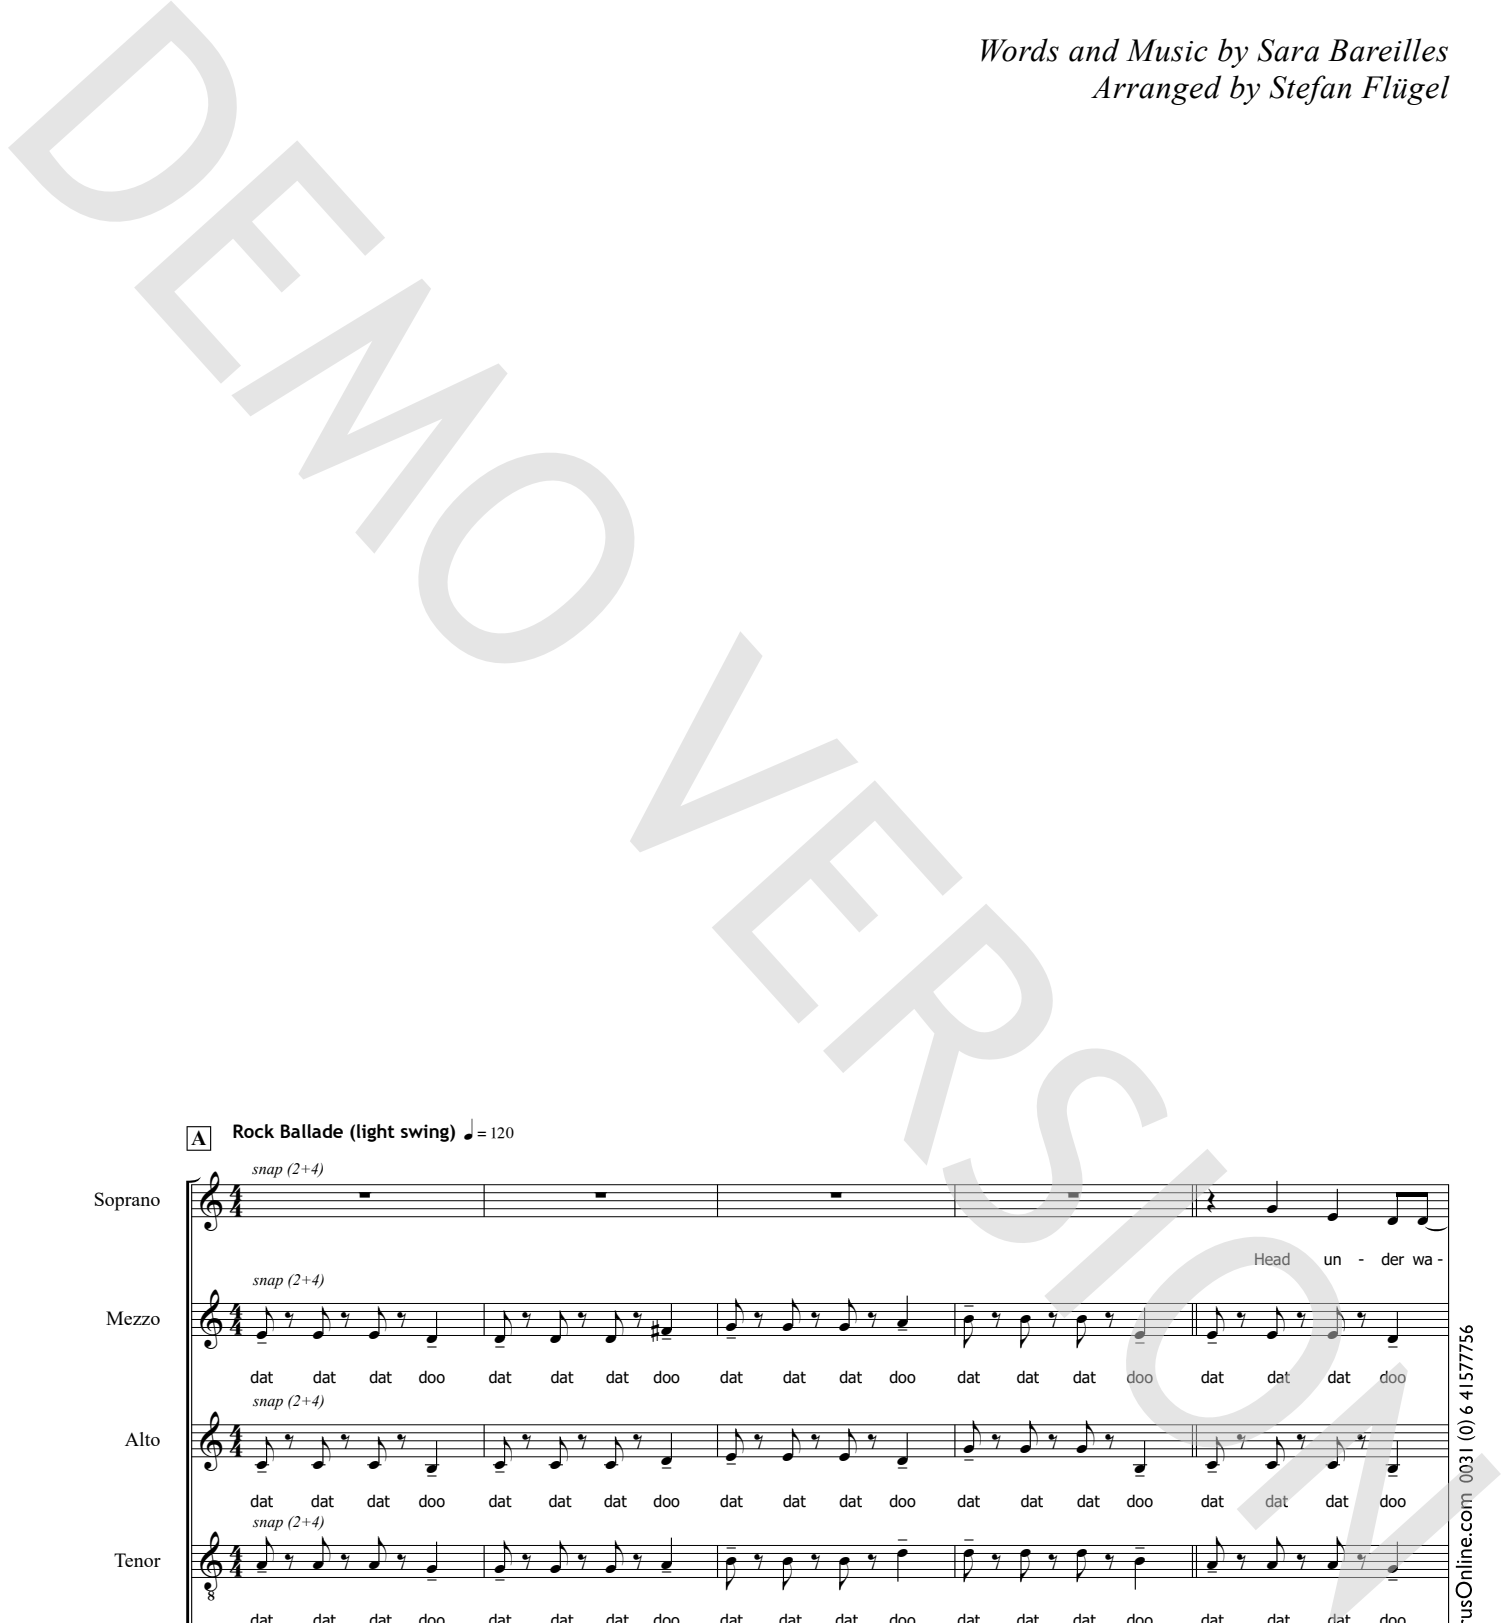 Words and Music by Sara Bareilles
Arranged by Stefan Flügel
DEMO VERSION
A Rock Ballade (light swing) = 120
snap (2+4)
Soprano
Head un - der wa -
snap (2+4)
Mezzo
dat dat dat doo dat dat dat doo dat dat dat doo dat dat dat doo dat dat dat doo
snap (2+4)
Alto
dat dat dat doo dat dat dat doo dat dat dat doo dat dat dat doo dat dat dat doo
snap (2+4)
Tenor
8
dat dat dat doo dat dat dat doo dat dat dat doo dat dat dat doo dat dat dat doo
usOnline.com 0031 (0) 6 41577756